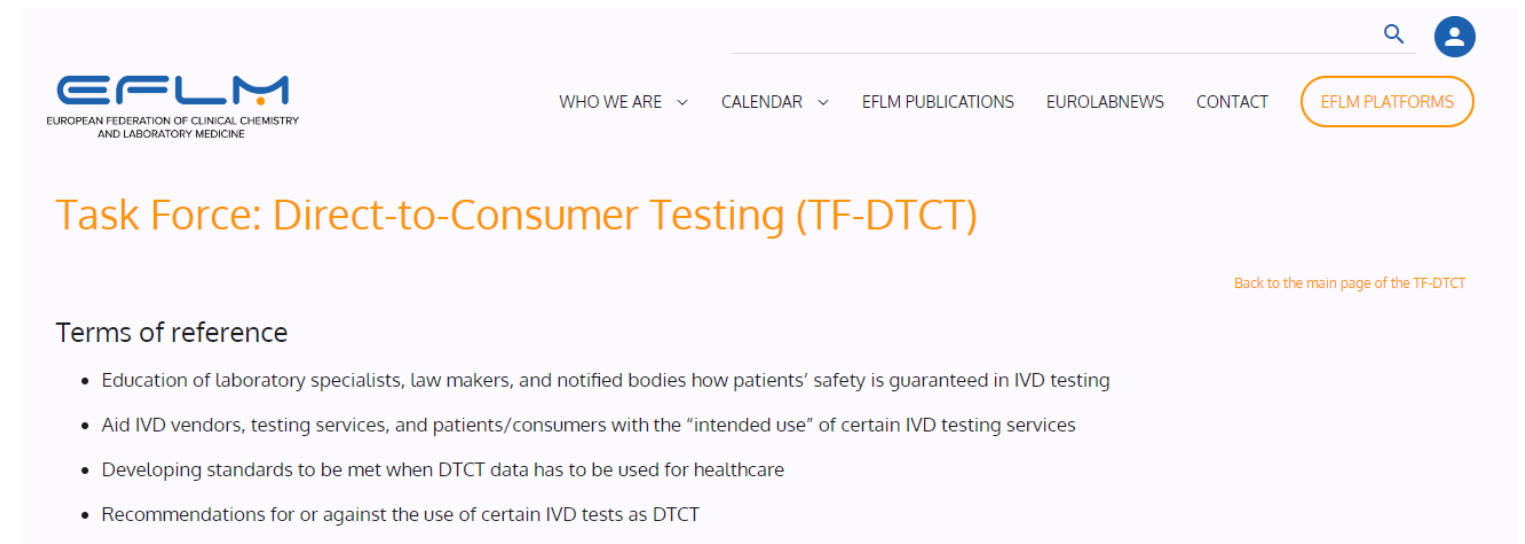 EFLM
EUROPEAN FEDERATION OF CLINICAL CHEMISTRY
AND LABORATORY MEDICINE
WHO WE ARE
CALENDAR
EFLM PUBLICATIONS
EUROLABNEWS
CONTACT
EFLM PLATFORMS
Task Force: Direct-to-Consumer Testing (TF-DTCT)
Back to the main page of the TF-DTCT
Terms of reference
• Education of laboratory specialists, law makers, and notified bodies how patients’ safety is guaranteed in IVD testing
• Aid IVD vendors, testing services, and patients/consumers with the “intended use” of certain IVD testing services
• Developing standards to be met when DTCT data has to be used for healthcare
• Recommendations for or against the use of certain IVD tests as DTCT